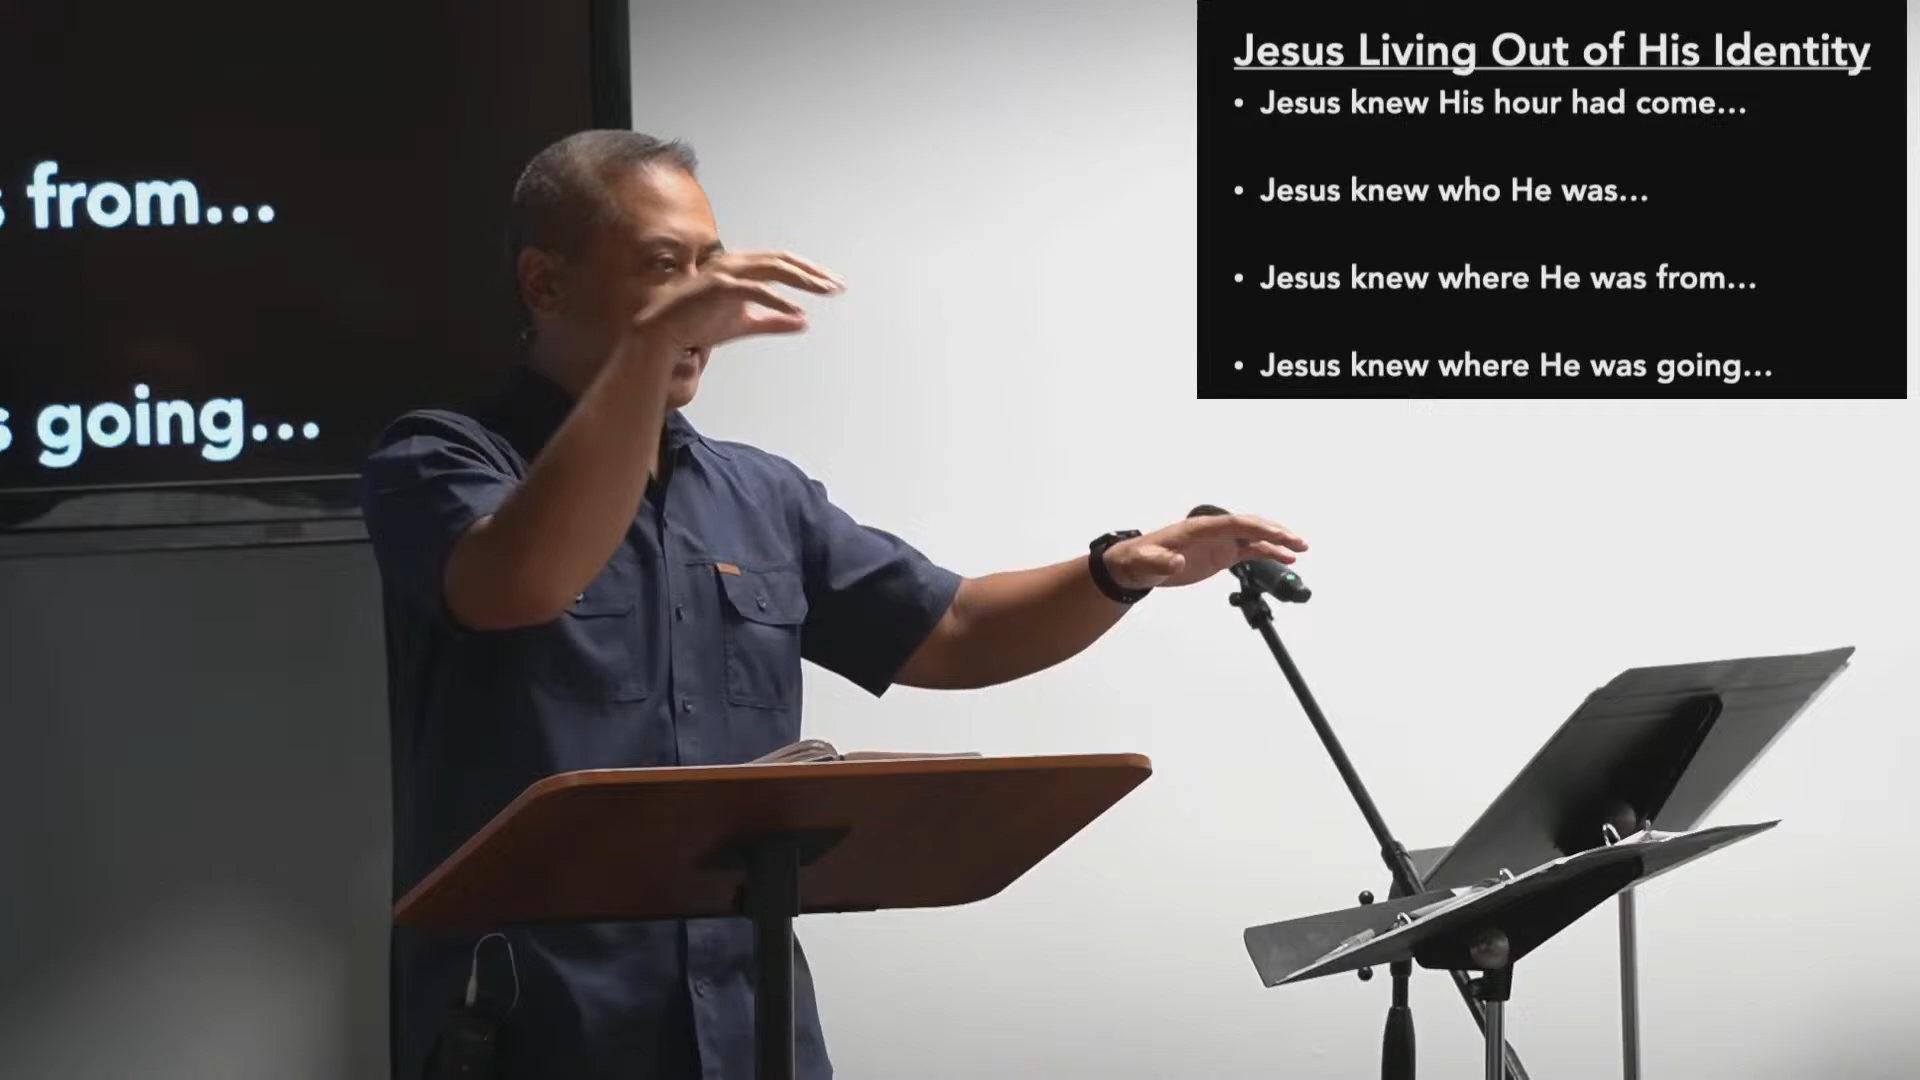 from...
going...
Jesus Living Out of His Identity
• Jesus knew His hour had come...
• Jesus knew who He was...
• Jesus knew where He was from...
• Jesus knew where He was going...